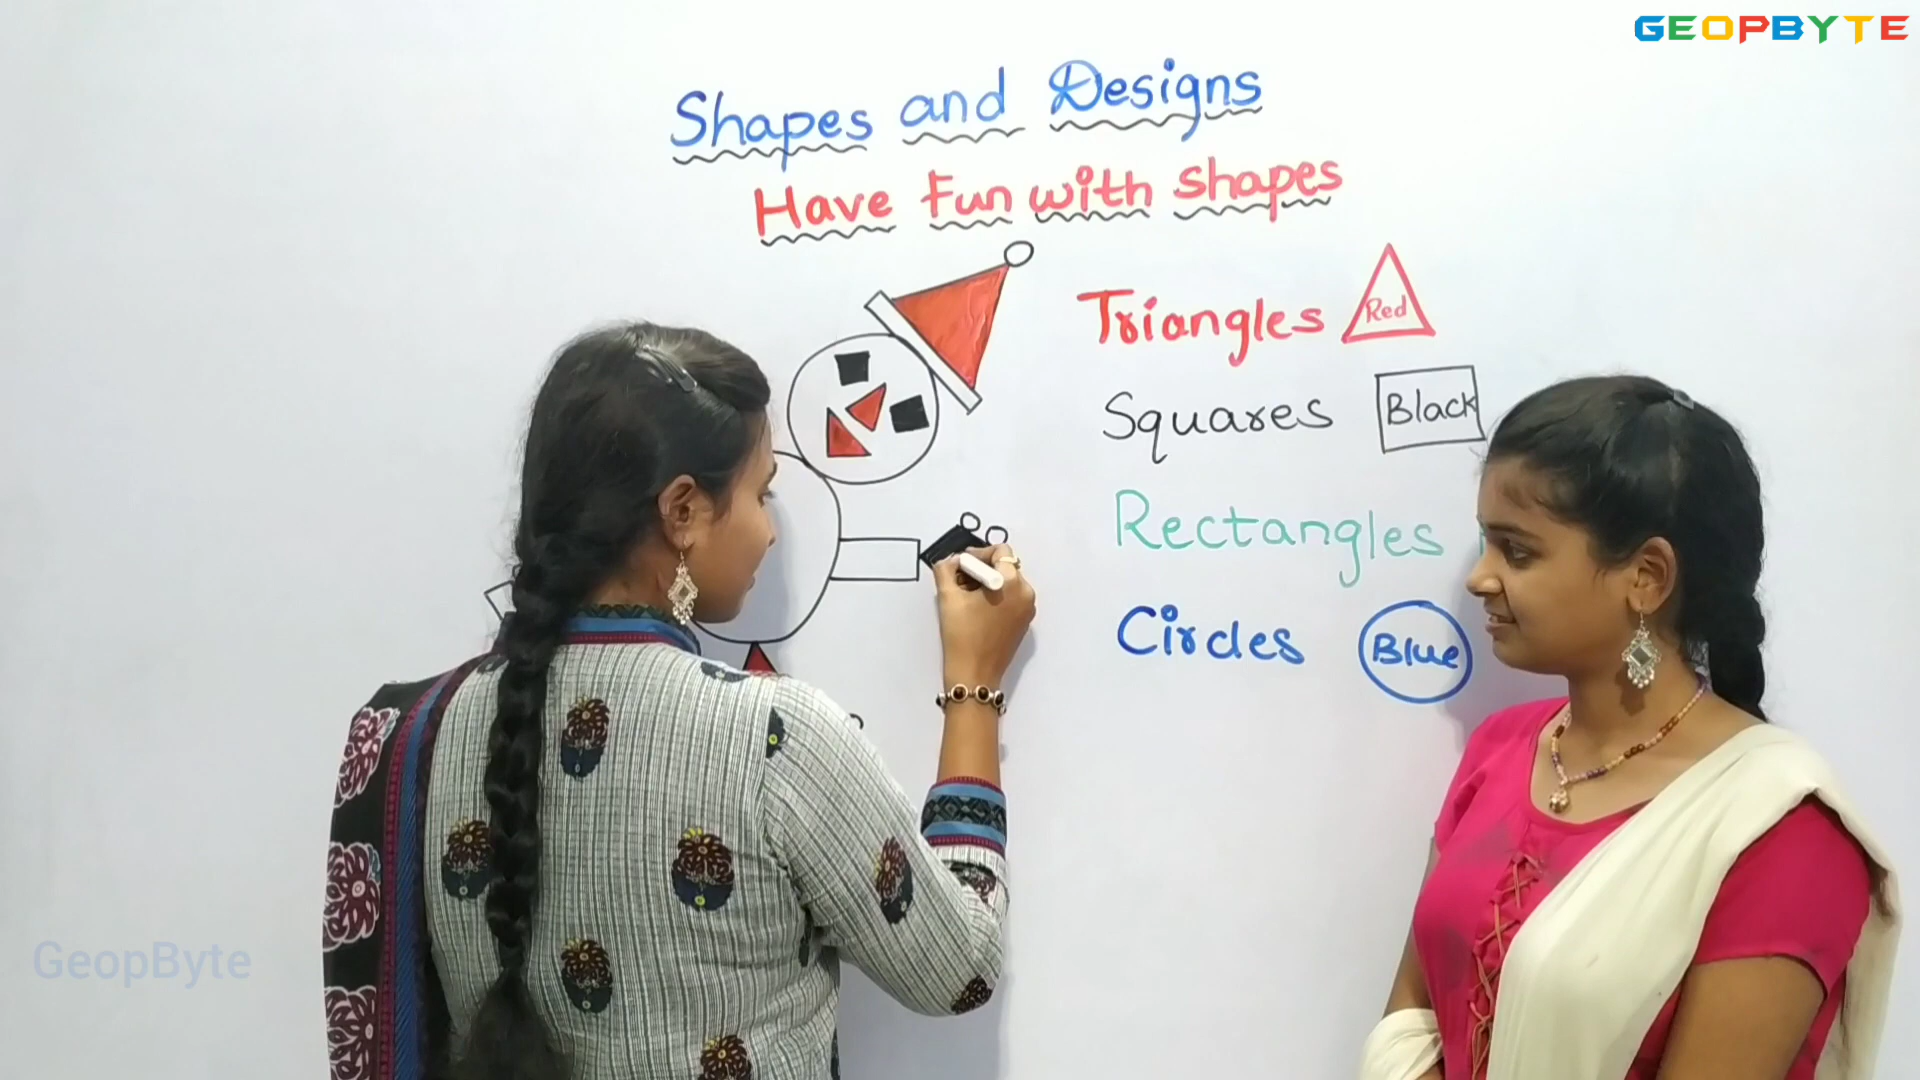 GEOPBYTE
Shapes and Designs
Have Fun with Shapes
Triangles Red
Squares Black
Rectangles
Circles Blue
GeopByte